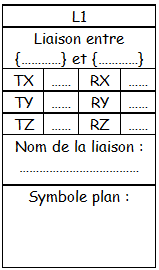 L1
Liaison entre
{............} et {............}
TX ...... RX ......
TY ...... RY ......
TZ ...... RZ ......
Nom de la liaison :
....................................
Symbole plan :